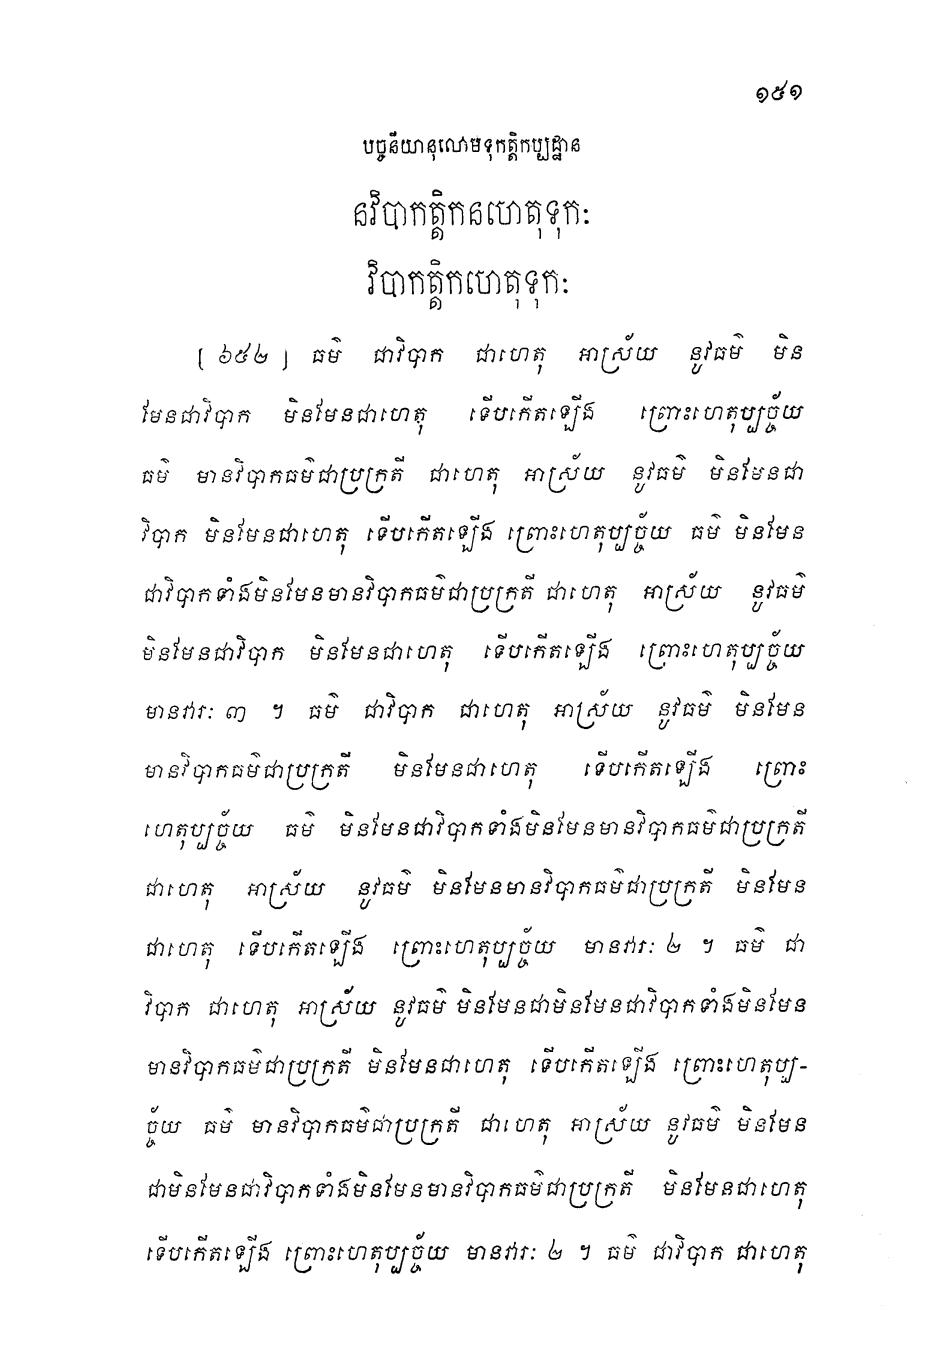 ១៥១
បច្ចនីយានុលោមទុកត្តិកប្បដ្ឋាន
នវិបាកត្តិកនហេតុទុក:
វិបាកត្តិកហេតុទុក:
[ ៦៥២ ] ធម៌ ជាវិបាក ជាហេតុ អាស្រ័យ នូវធម៌ មិន
មែនជាវិបាក មិនមែនជាហេតុ ទើបកើតឡើង ព្រោះហេតុប្បច្ច័យ
ធម៌ មានវិបាកធម៌ជាប្រក្រតី ជាហេតុ អាស្រ័យ នូវធម៌ មិនមែនជា
វិបាក មិនមែនជាហេតុ ទើបកើតឡើង ព្រោះហេតុប្បច្ច័យ ធម៌ មិនមែន
ជាវិបាកទាំងមិនមែនមានវិបាកធម៌ជាប្រក្រតី ជាហេតុ អាស្រ័យ នូវធម៌
មិនមែនជាវិបាក មិនមែនជាហេតុ ទើបកើតឡើង ព្រោះហេតុប្បច្ច័យ
មានវារ: ៣ ។ ធម៌ ជាវិបាក ជាហេតុ អាស្រ័យ នូវធម៌ មិនមែន
មានវិបាកធម៌ជាប្រក្រតី មិនមែនជាហេតុ ទើបកើតឡើង ព្រោះ
ហេតុប្បច្ច័យ ធម៌ មិនមែនជាវិបាកទាំងមិនមែនមានវិបាកធម៌ជាប្រក្រតី
ជាហេតុ អាស្រ័យ នូវធម៌ មិនមែនមានវិបាកធម៌ជាប្រក្រតី មិនមែន
ជាហេតុ ទើបកើតឡើង ព្រោះហេតុប្បច្ច័យ មានវារ: ២ ។ ធម៌ ជា
វិបាក ជាហេតុ អាស្រ័យ នូវធម៌ មិនមែនជាមិនមែនជាវិបាកទាំងមិនមែន
មានវិបាកធម៌ជាប្រក្រតី មិនមែនជាហេតុ ទើបកើតឡើង ព្រោះហេតុប្ប-
ច្ច័យ ធម៌ មានវិបាកធម៌ជាប្រក្រតី ជាហេតុ អាស្រ័យ នូវធម៌ មិនមែន
ជាមិនមែនជាវិបាកទាំងមិនមែនមានវិបាកធម៌ជាប្រក្រតី មិនមែនជាហេតុ
ទើបកើតឡើង ព្រោះហេតុប្បច្ច័យ មានវារ: ២ ។ ធម៌ ជាវិបាក ជាហេតុ